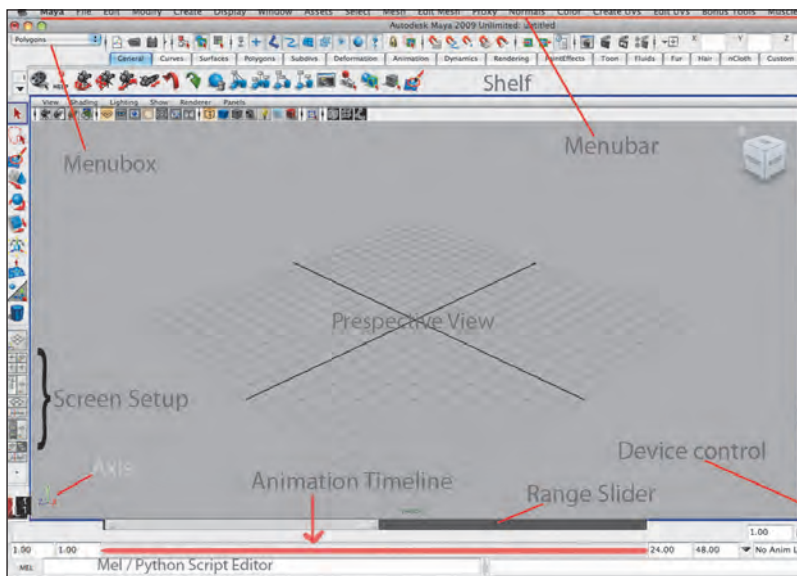 Maya File Edit Modify Create Display Window Assets Select Mesh Edit Mesh Proxy Normals Color Create UVs Edit UVs Bonus Tools Muscle
Autodesk Maya 2009 Unlimited: Untitled
Polygons
X Y Z
General Curves Surfaces Polygons Subdivs Deformation Animation Dynamics Rendering PaintEffects Toon Fluids Fur Hair nCloth Custom
Shelf
View Shading Lighting Show Renderer Panels
Menubox
Menubar
Prespective View
Screen Setup
Axis
Animation Timeline
Device control
Range Slider
1.00
1.00 1.00 24.00 48.00 No Anim L
MEL Mel / Python Script Editor